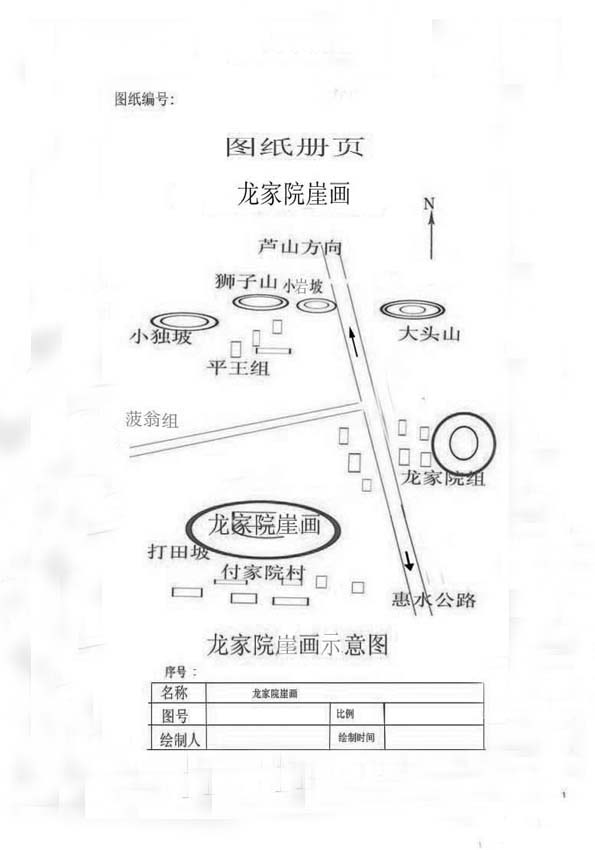 图纸编号:
图纸册页
龙家院崖画
N
芦山方向
狮子山
小岩坡
小独坡
大头山
平王组
菠翁组
龙家院组
龙家院崖画
打田坡
付家院村
惠水公路
龙家院崖画示意图
序号:
名称 龙家院崖画
图号 比例
绘制人 绘制时间
1